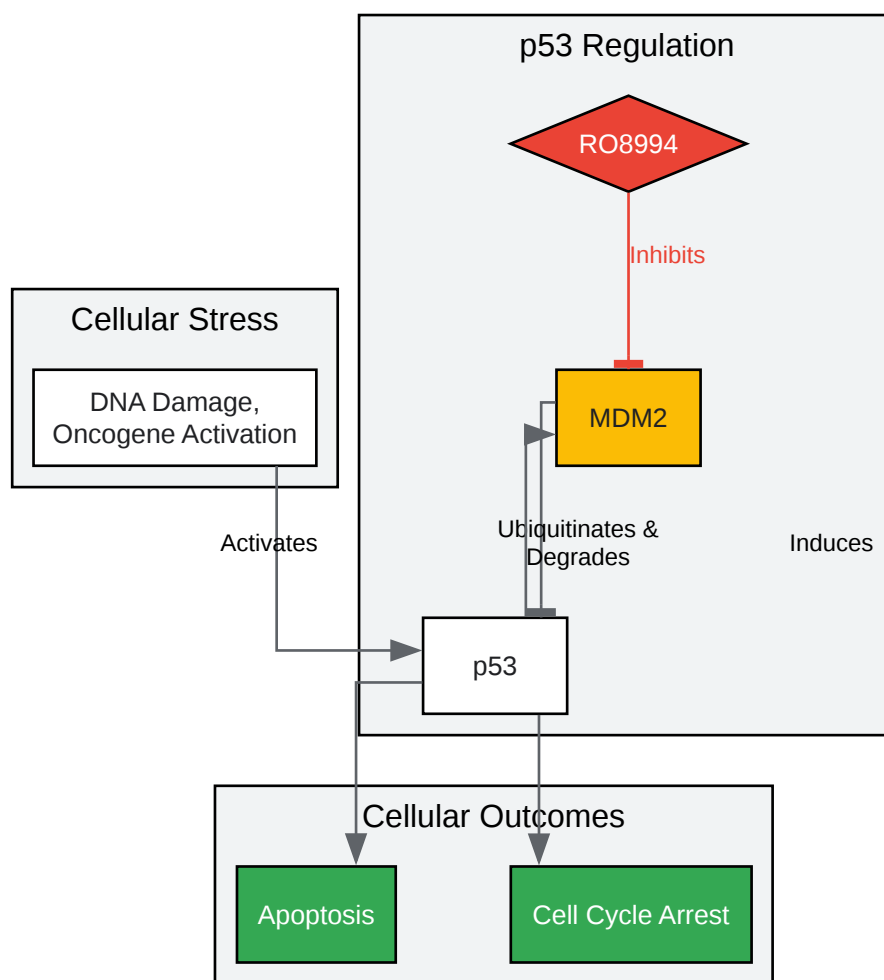 p53 Regulation
RO8994
Inhibits
Cellular Stress
DNA Damage,
Oncogene Activation
MDM2
Activates
Ubiquitinates &
Degrades
Induces
p53
Cellular Outcomes
Apoptosis
Cell Cycle Arrest